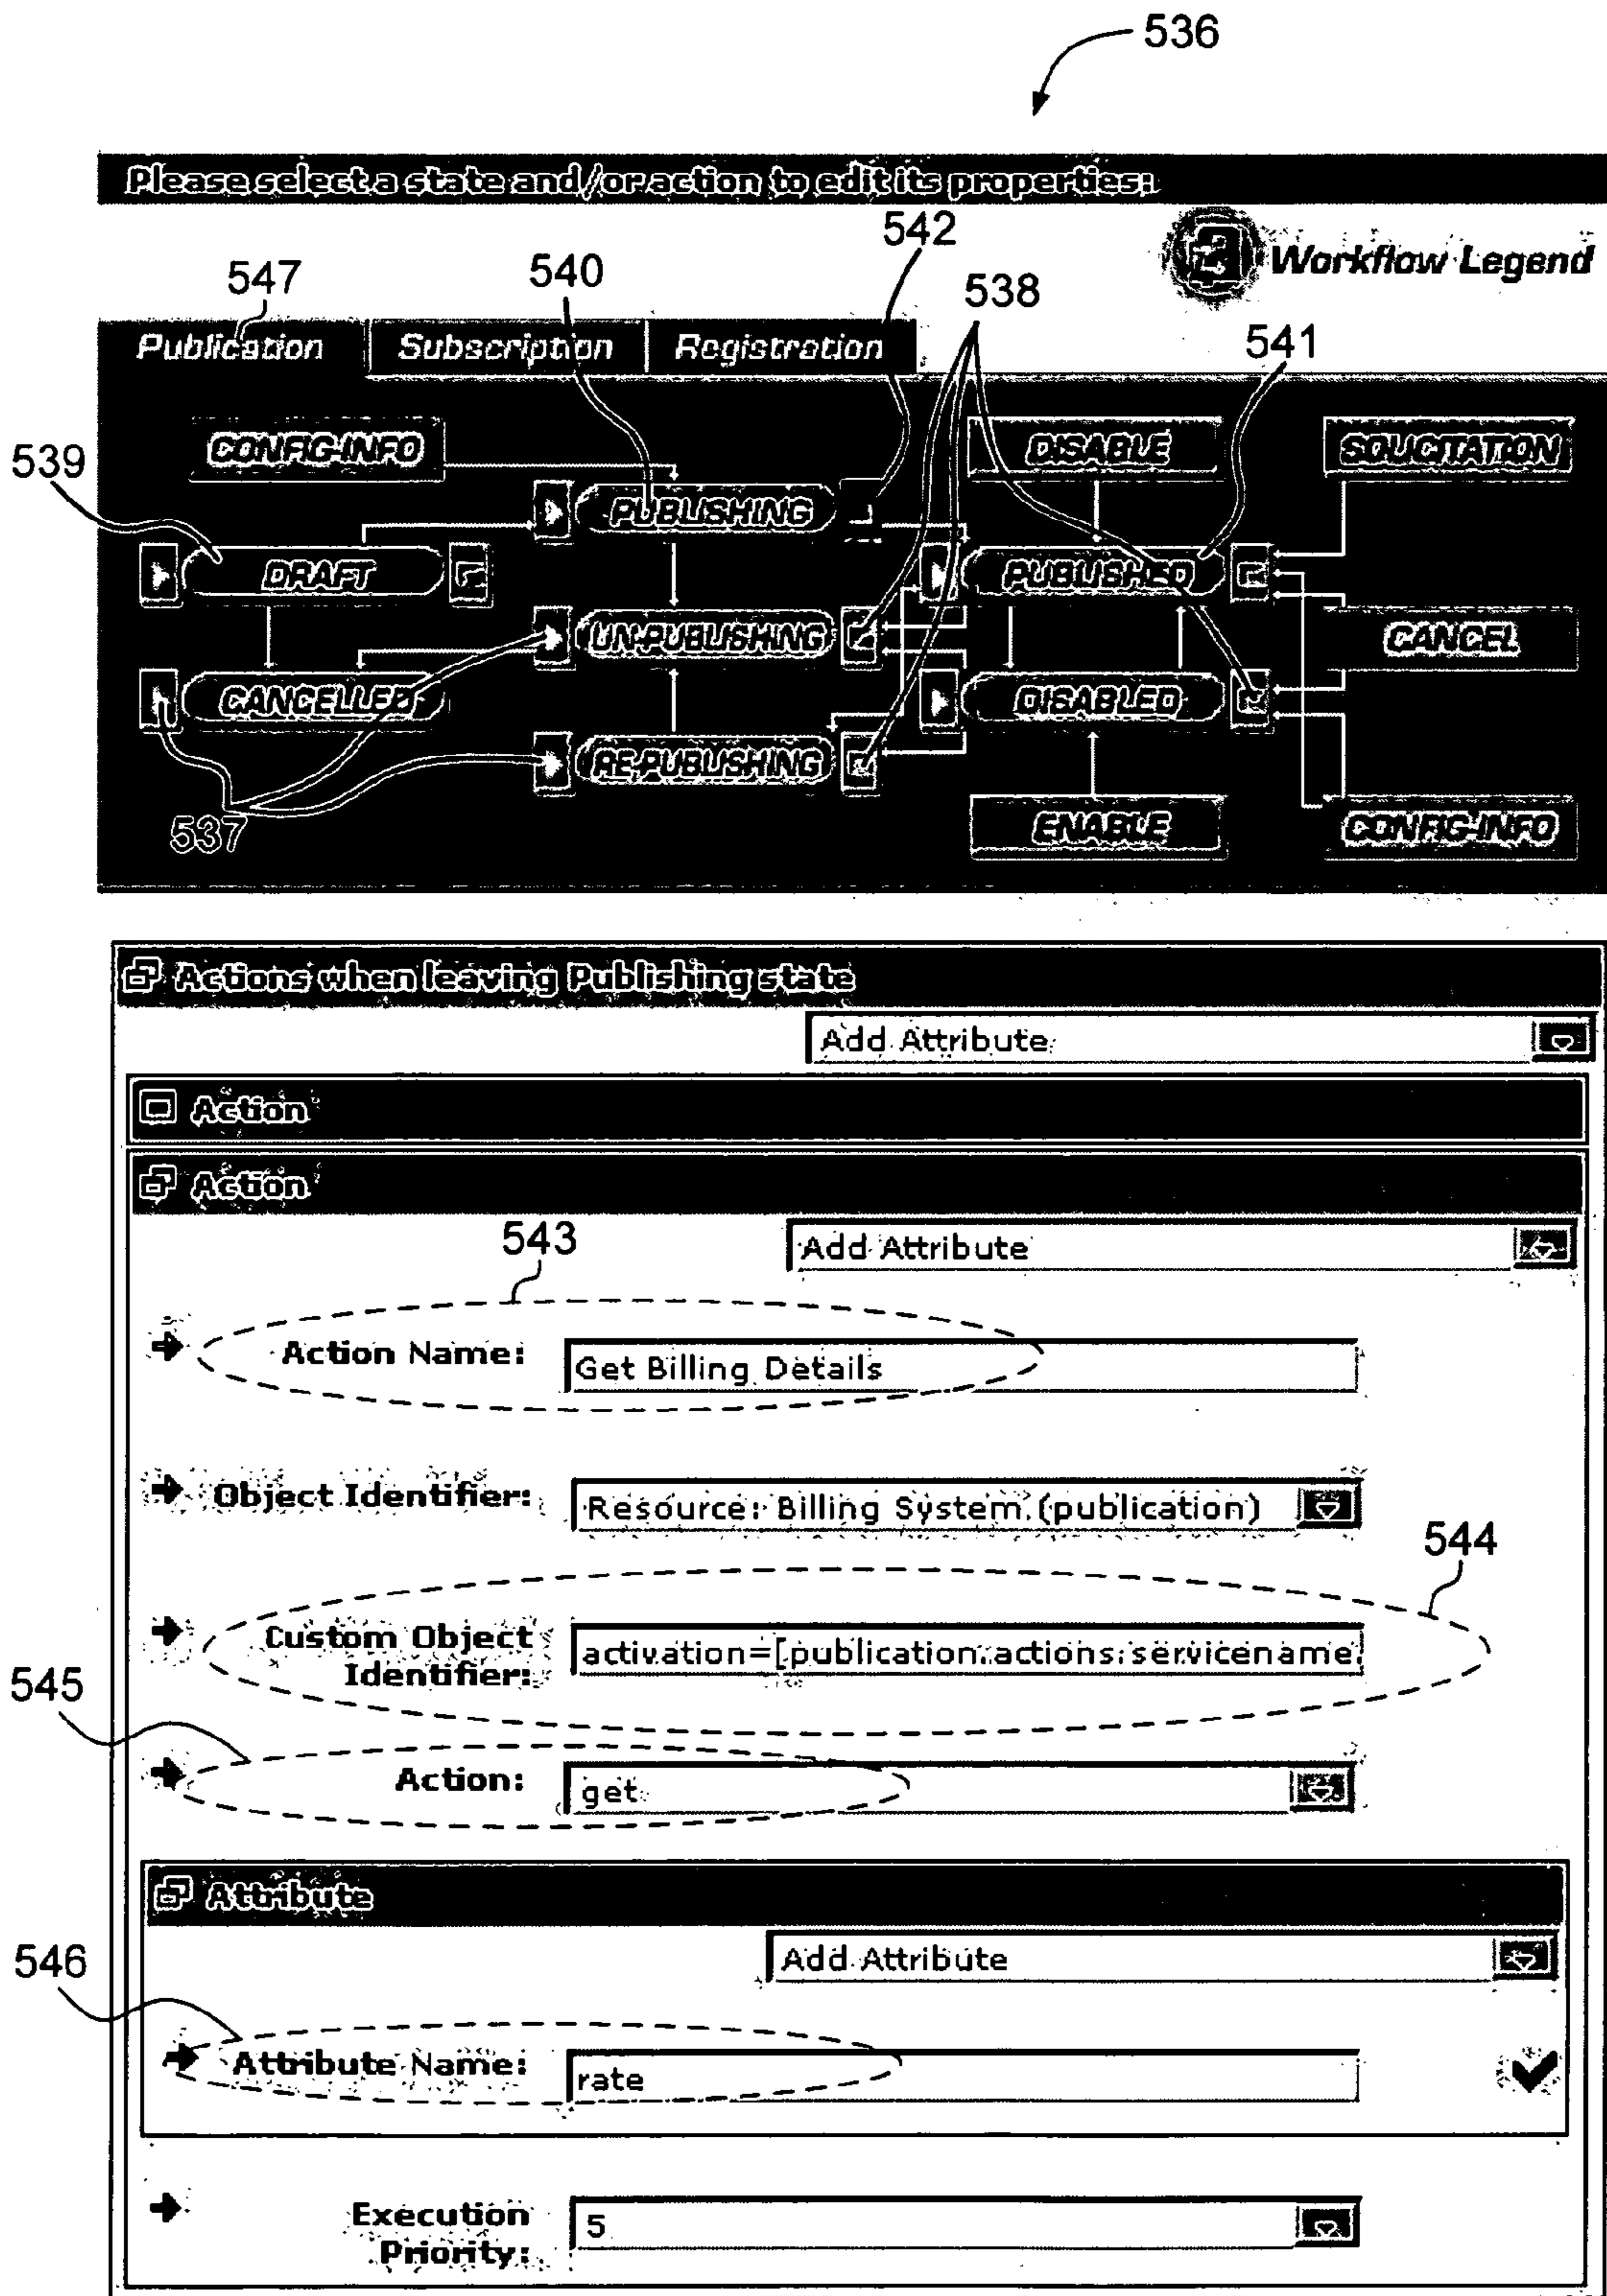 536
Please select a state and/or action to edit its properties:
542
Workflow Legend
547
540
538
541
Publication
Subscription
Registration
539
CONFIG-INFO
DISABLE
SOLICITATION
PUBLISHING
DRAFT
PUBLISHED
UN-PUBLISHING
CANCEL
CANCELLED
DISABLED
RE-PUBLISHING
537
ENABLE
CONFIG-INFO
Actions when leaving Publishing state
Add Attribute
Action
Action
543
Add Attribute
Action Name:
Get Billing Details
Object Identifier:
Resource: Billing System (publication)
544
Custom Object
Identifier:
activation=[publication:actions:servicename
545
Action:
get
Attribute
546
Add Attribute
Attribute Name:
rate
Execution
Priority:
5